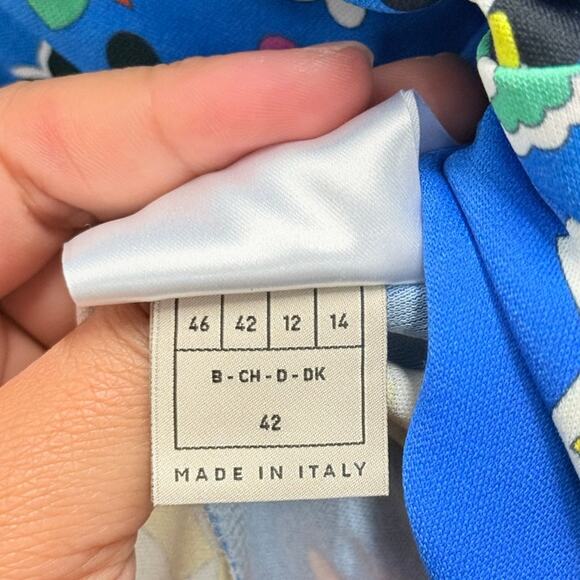 46 42 12 14
B - CH - D - DK
42
MADE IN ITALY